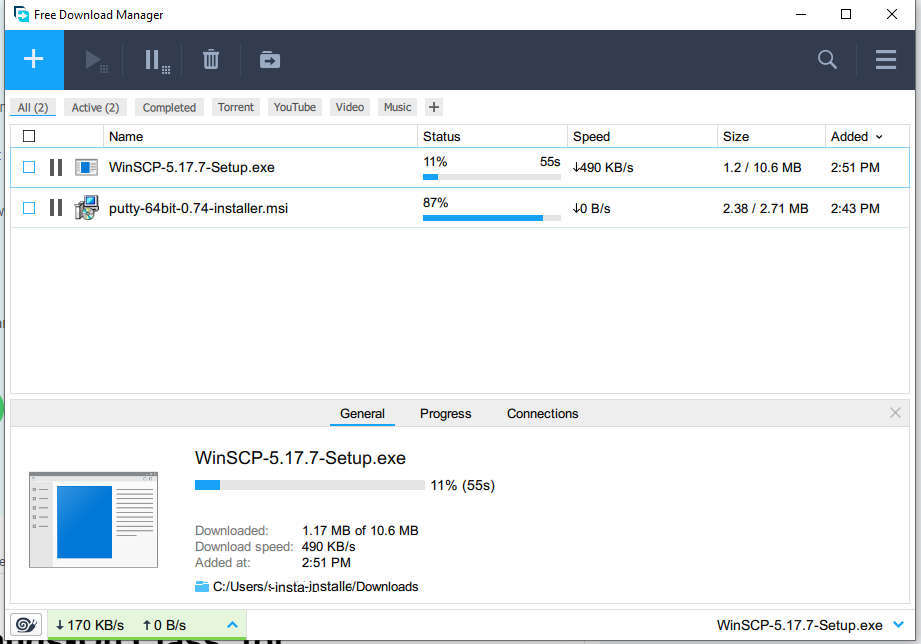 Free Download Manager
All (2) Active (2) Completed Torrent YouTube Video Music +
Name Status Speed Size Added
WinSCP-5.17.7-Setup.exe 11% 55s ↓490 KB/s 1.2 / 10.6 MB 2:51 PM
putty-64bit-0.74-installer.msi 87% ↓0 B/s 2.38 / 2.71 MB 2:43 PM
General Progress Connections
WinSCP-5.17.7-Setup.exe
11% (55s)
Downloaded: 1.17 MB of 10.6 MB
Download speed: 490 KB/s
Added at: 2:51 PM
C:/Users/ /Downloads
↓170 KB/s ↑0 B/s WinSCP-5.17.7-Setup.exe